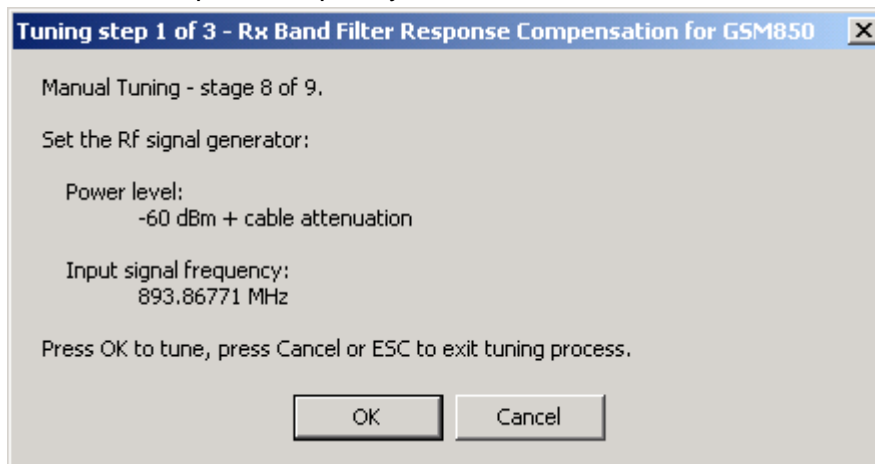 Tuning step 1 of 3 - Rx Band Filter Response Compensation for GSM850
Manual Tuning - stage 8 of 9.
Set the Rf signal generator:
Power level:
-60 dBm + cable attenuation
Input signal frequency:
893.86771 MHz
Press OK to tune, press Cancel or ESC to exit tuning process.
OK Cancel